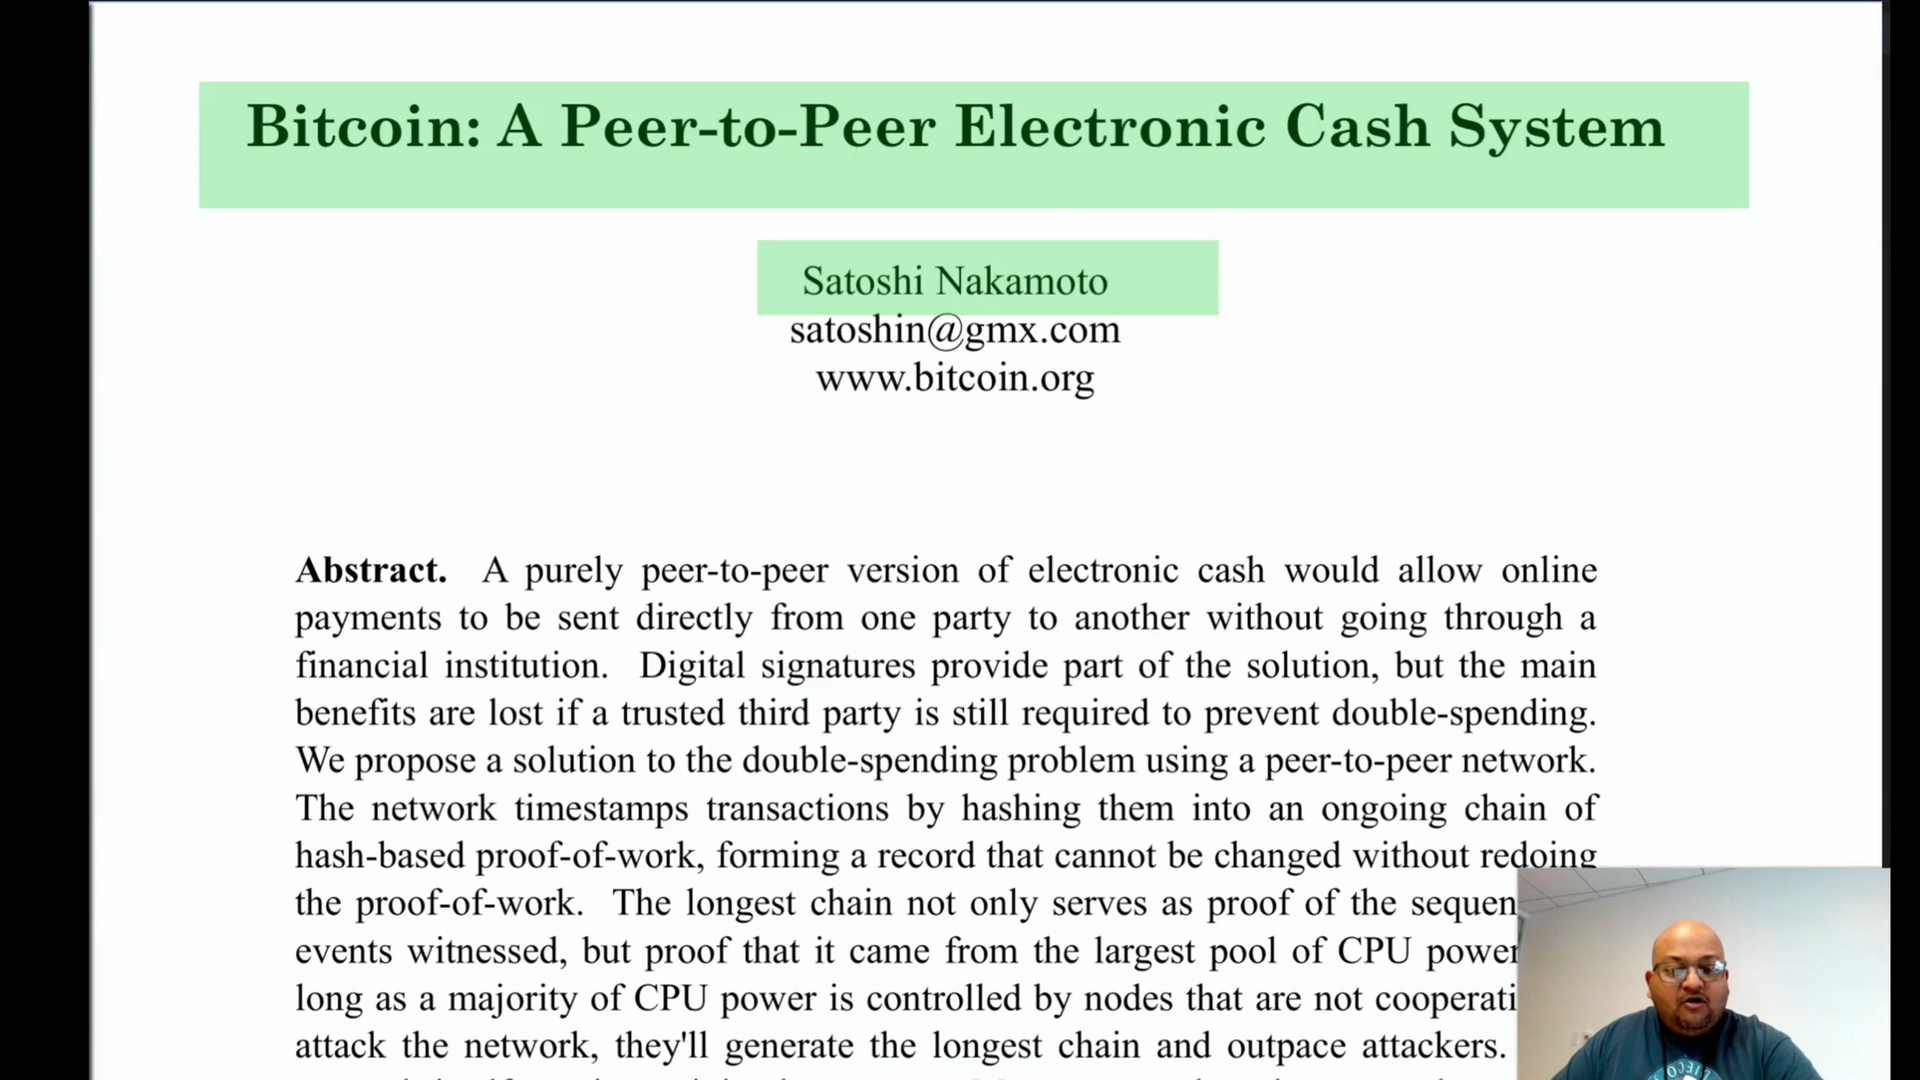 Bitcoin: A Peer-to-Peer Electronic Cash System
Satoshi Nakamoto
satoshin@gmx.com
www.bitcoin.org
Abstract. A purely peer-to-peer version of electronic cash would allow online
payments to be sent directly from one party to another without going through a
financial institution. Digital signatures provide part of the solution, but the main
benefits are lost if a trusted third party is still required to prevent double-spending.
We propose a solution to the double-spending problem using a peer-to-peer network.
The network timestamps transactions by hashing them into an ongoing chain of
hash-based proof-of-work, forming a record that cannot be changed without redoing
the proof-of-work. The longest chain not only serves as proof of the sequen
events witnessed, but proof that it came from the largest pool of CPU power
long as a majority of CPU power is controlled by nodes that are not cooperati
attack the network, they'll generate the longest chain and outpace attackers.